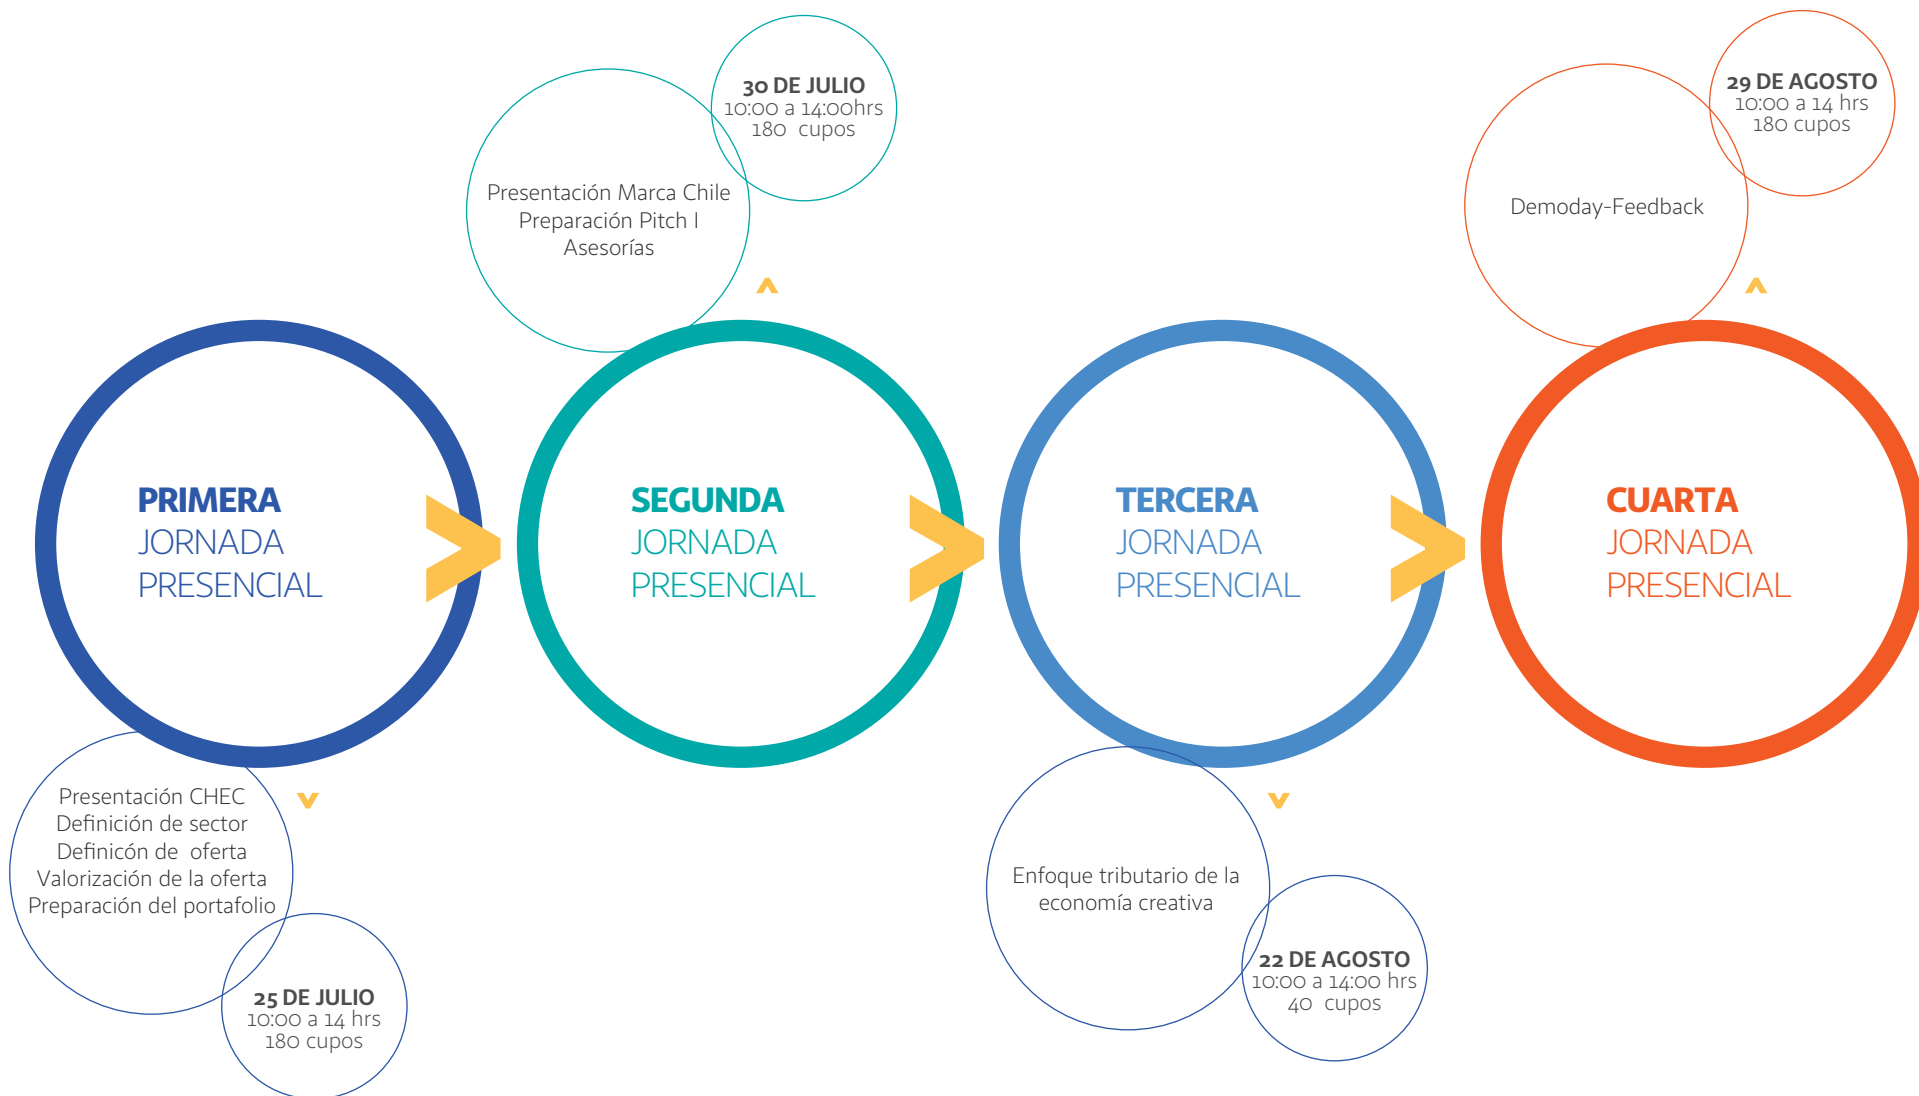 PRIMERA
JORNADA
PRESENCIAL
Presentación CHEC
Definición de sector
Definicón de oferta
Valorización de la oferta
Preparación del portafolio
25 DE JULIO
10:00 a 14 hrs
180 cupos
30 DE JULIO
10:00 a 14:00hrs
180 cupos
Presentación Marca Chile
Preparación Pitch I
Asesorías
SEGUNDA
JORNADA
PRESENCIAL
TERCERA
JORNADA
PRESENCIAL
Enfoque tributario de la
economía creativa
22 DE AGOSTO
10:00 a 14:00 hrs
40 cupos
29 DE AGOSTO
10:00 a 14 hrs
180 cupos
Demoday-Feedback
CUARTA
JORNADA
PRESENCIAL